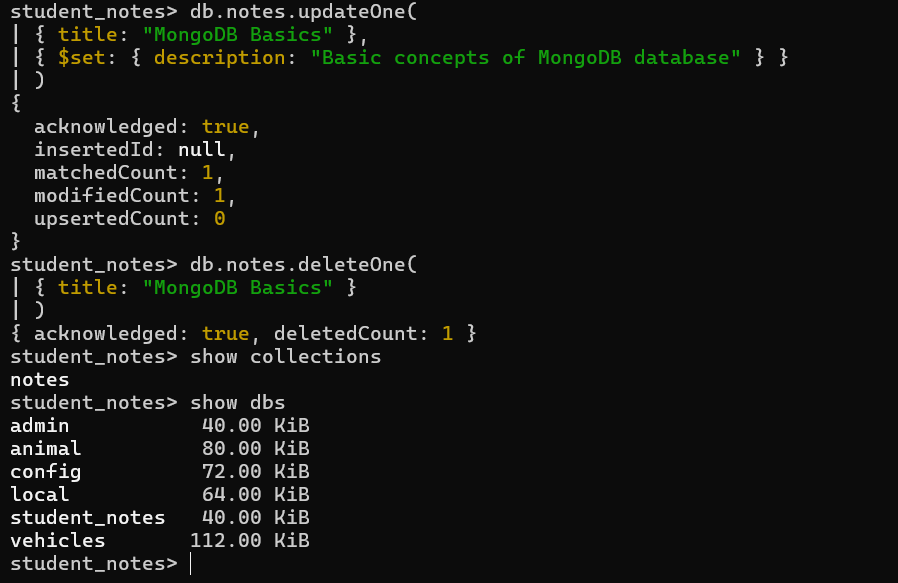 student_notes> db.notes.updateOne(
| { title: "MongoDB Basics" },
| { $set: { description: "Basic concepts of MongoDB database" } }
| )
{
  acknowledged: true,
  insertedId: null,
  matchedCount: 1,
  modifiedCount: 1,
  upsertedCount: 0
}
student_notes> db.notes.deleteOne(
| { title: "MongoDB Basics" }
| )
{ acknowledged: true, deletedCount: 1 }
student_notes> show collections
notes
student_notes> show dbs
admin           40.00 KiB
animal          80.00 KiB
config          72.00 KiB
local           64.00 KiB
student_notes   40.00 KiB
vehicles       112.00 KiB
student_notes>